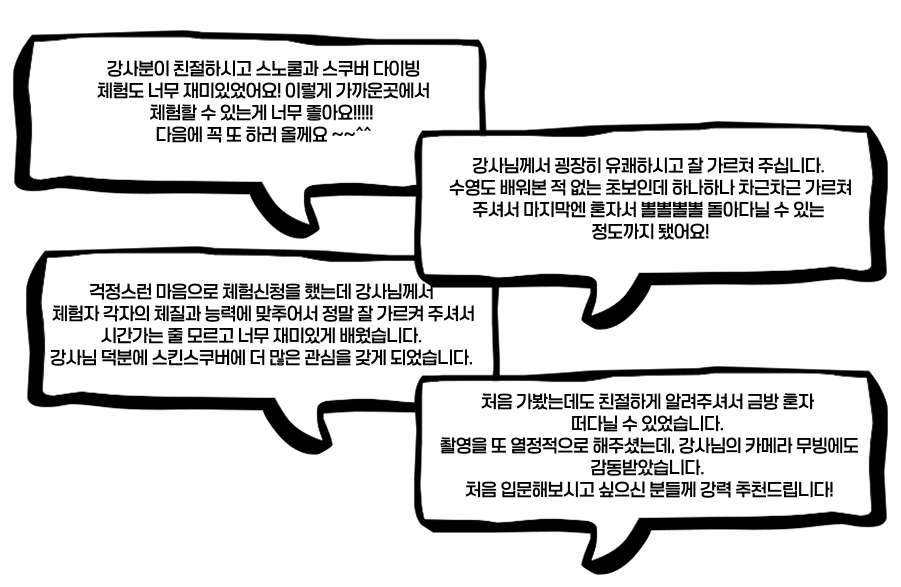 강사분이 친절하시고 스노쿨과 스쿠버 다이빙
체험도 너무 재미있었어요! 이렇게 가까운곳에서
체험할 수 있는게 너무 좋아요!!!!!
다음에 꼭 또 하러 올께요 ~~^^
강사님께서 굉장히 유쾌하시고 잘 가르쳐 주십니다.
수영도 배워본 적 없는 초보인데 하나하나 차근차근 가르쳐
주셔서 마지막엔 혼자서 뽈뽈뽈뽈 돌아다닐 수 있는
정도까지 됐어요!
걱정스런 마음으로 체험신청을 했는데 강사님께서
체험자 각자의 체질과 능력에 맞추어서 정말 잘 가르켜 주셔서
시간가는 줄 모르고 너무 재미있게 배웠습니다.
강사님 덕분에 스킨스쿠버에 더 많은 관심을 갖게 되었습니다.
처음 가봤는데도 친절하게 알려주셔서 금방 혼자
떠다닐 수 있었습니다.
촬영을 또 열정적으로 해주셨는데, 강사님의 카메라 무빙에도
감동받았습니다.
처음 입문해보시고 싶으신 분들께 강력 추천드립니다!